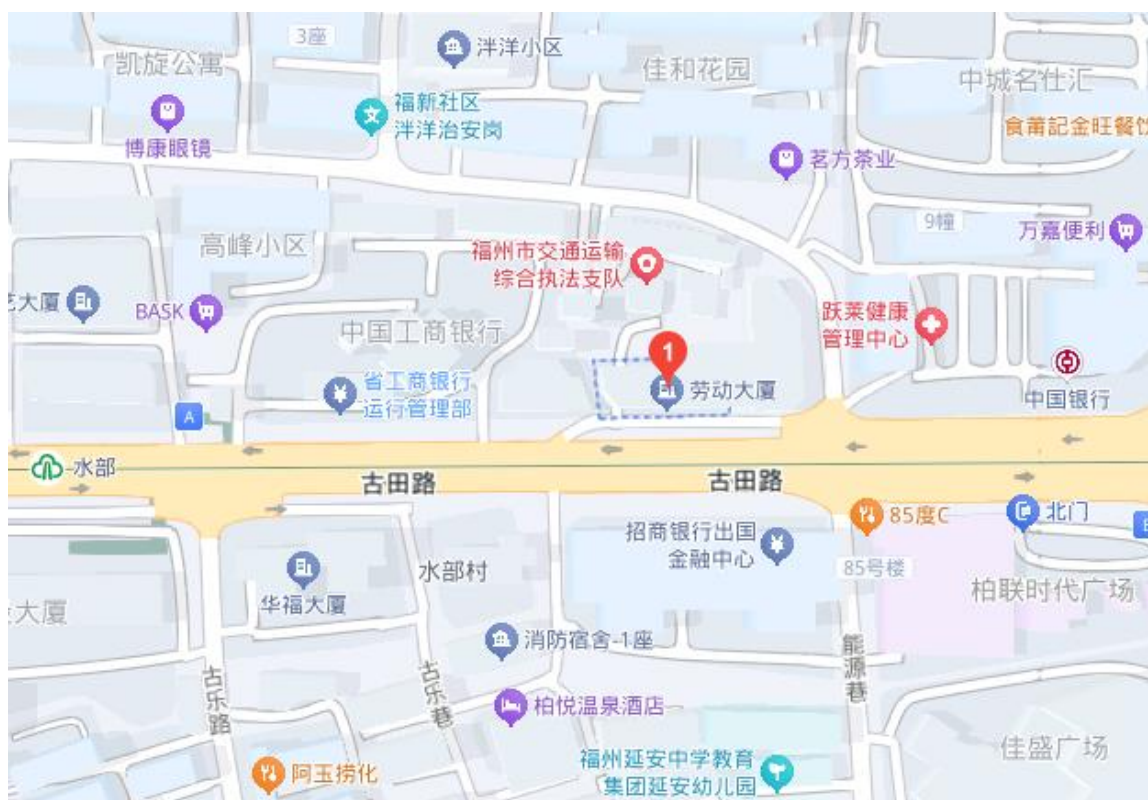 3座
泮洋小区
凯旋公寓
佳和花园
中城名仕汇
福新社区
泮洋治安岗
食莆記金旺餐饮
博康眼镜
茗方茶业
9幢
万嘉便利
高峰小区
福州市交通运输
综合执法支队
BASK
大厦
跃莱健康
管理中心
中国工商银行
1
省工商银行
运行管理部
劳动大厦
中国银行
A
水部
古田路
古田路
85度C
北门
招商银行出国
金融中心
85号楼
水部村
华福大厦
柏联时代广场
大厦
消防宿舍-1座
能源巷
古乐路
古乐巷
柏悦温泉酒店
佳盛广场
福州延安中学教育
集团延安幼儿园
阿玉捞化